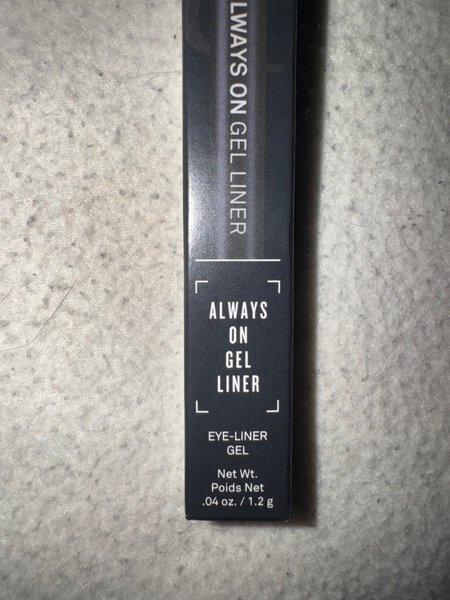 LWAYS ON GEL LINER
ALWAYS
ON
GEL
LINER
EYE-LINER
GEL
Net Wt.
Poids Net
.04 oz. / 1.2 g